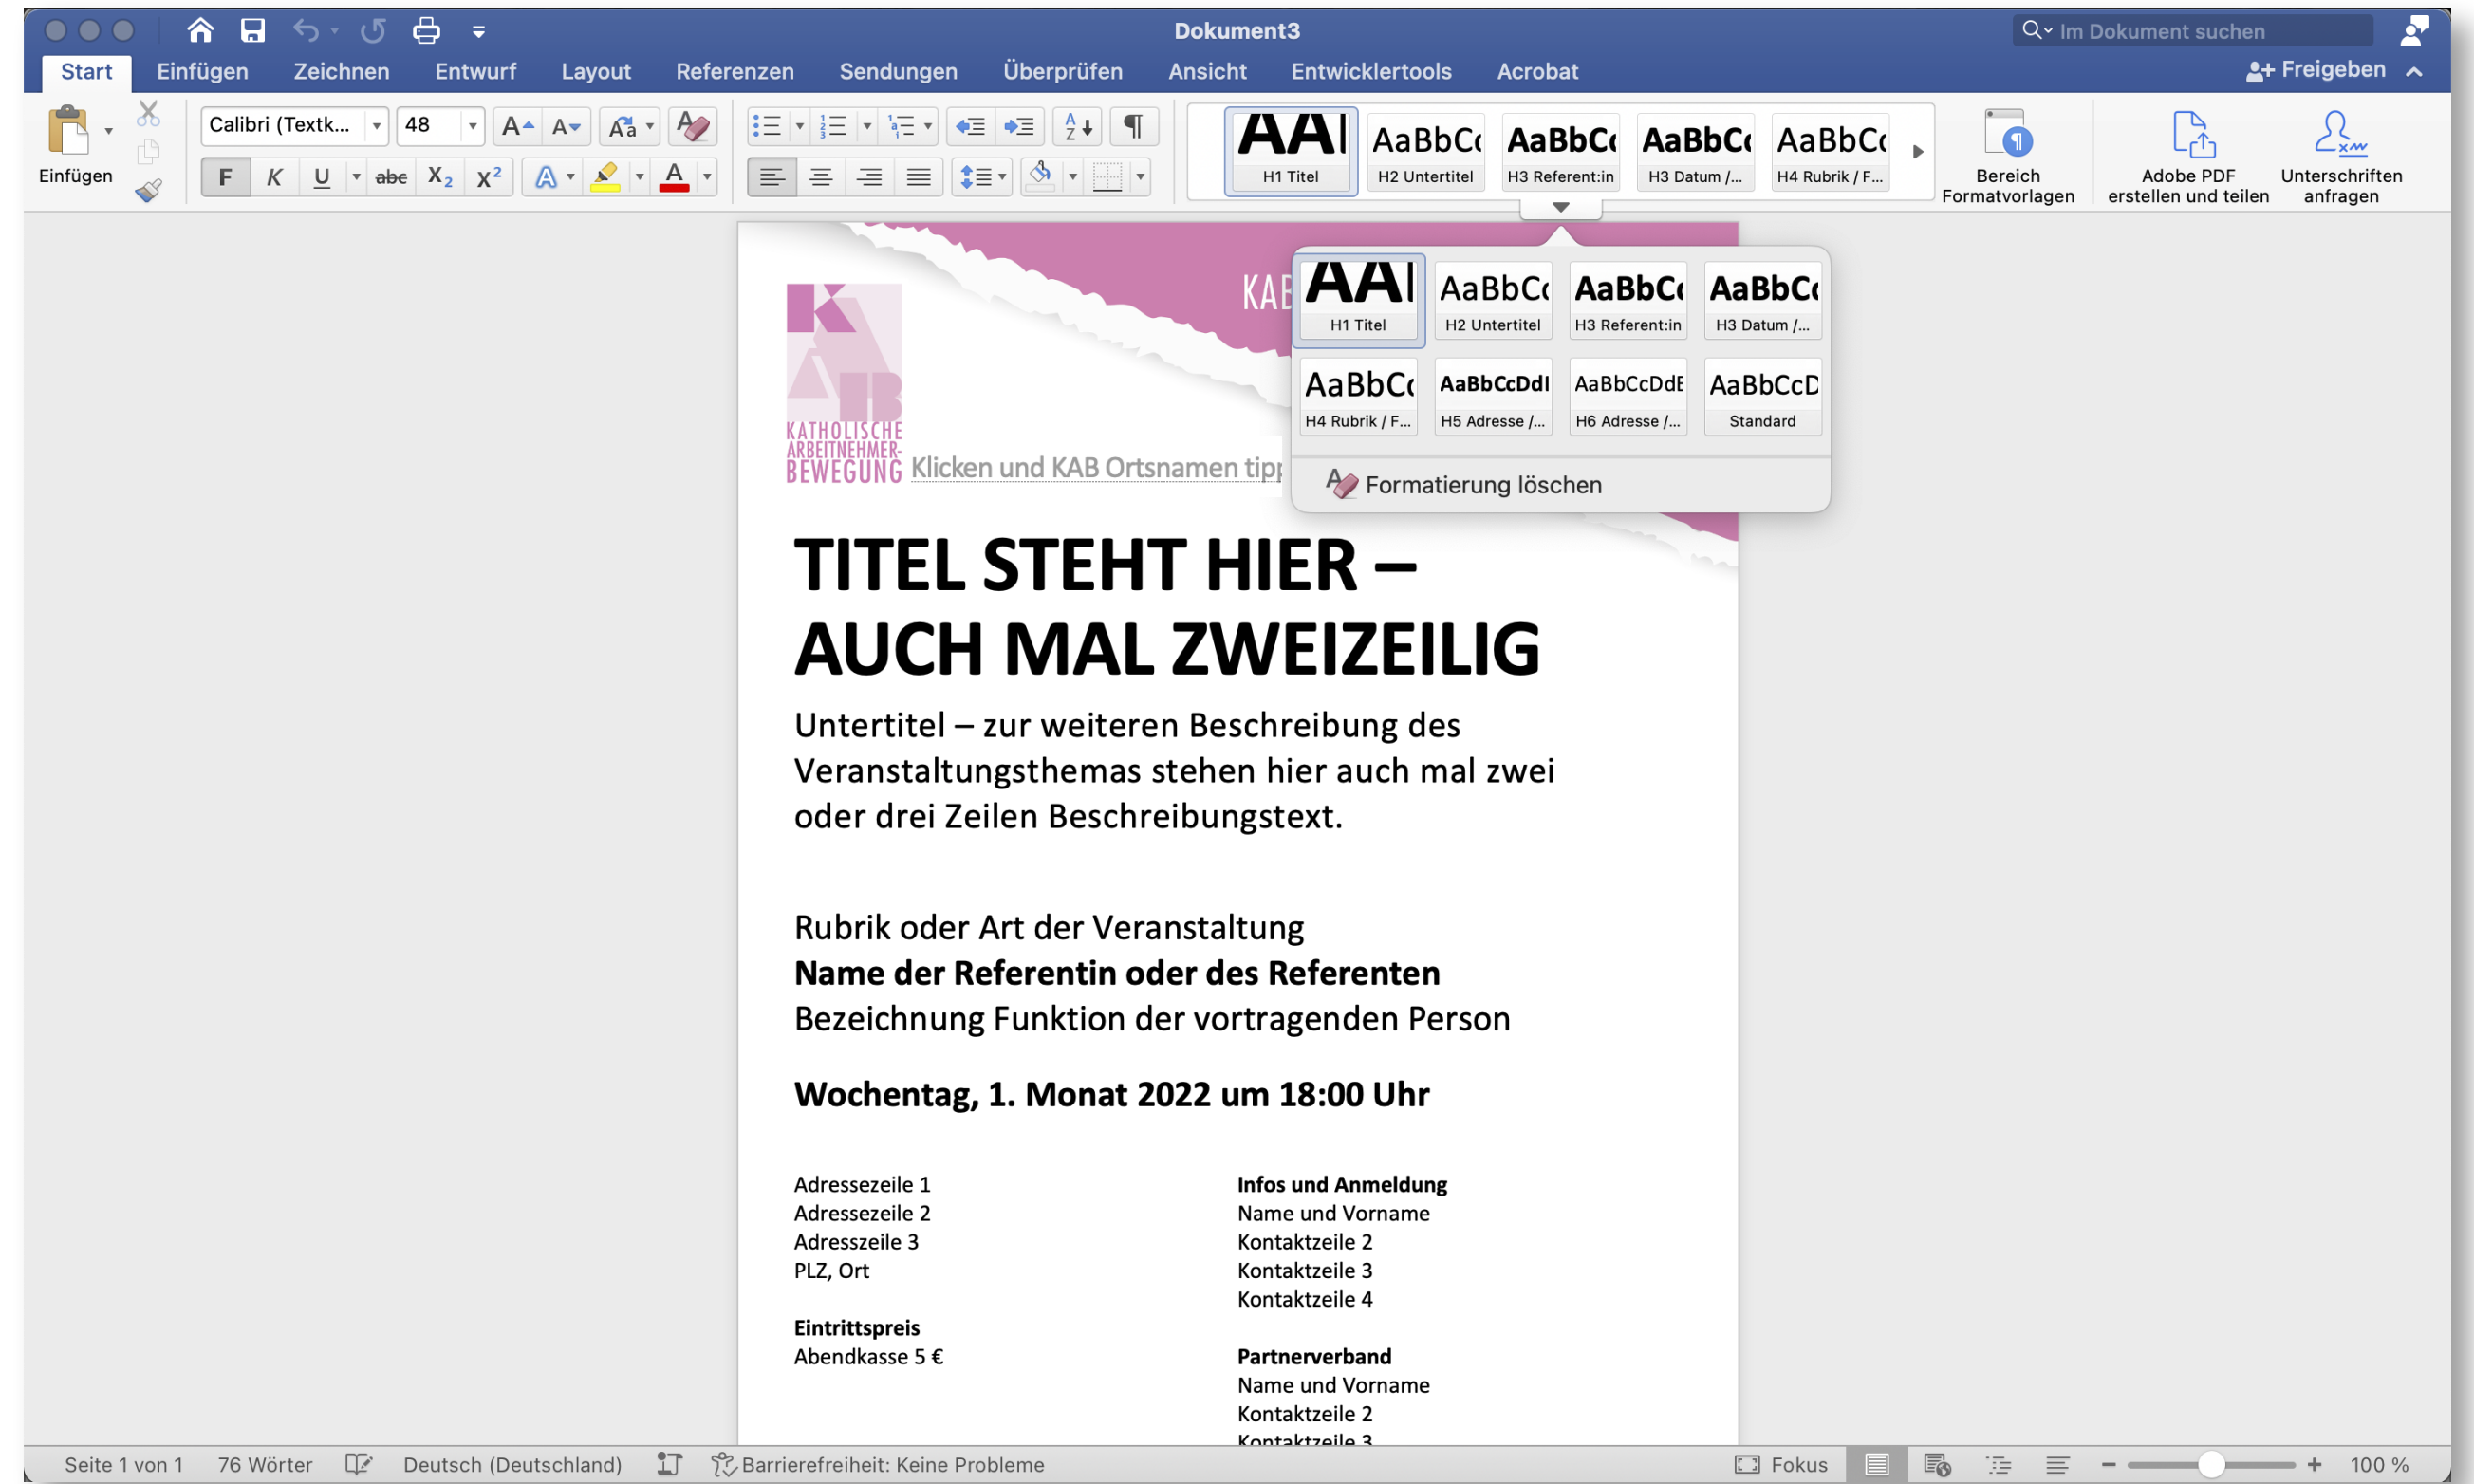 Dokument3
Im Dokument suchen
Start Einfügen Zeichnen Entwurf Layout Referenzen Sendungen Überprüfen Ansicht Entwicklertools Acrobat Freigeben
Einfügen
Calibri (Textk... 48
F K U abc X2 X2
H1 Titel H2 Untertitel H3 Referent:in H3 Datum /... H4 Rubrik / F...
Bereich Formatvorlagen
Adobe PDF erstellen und teilen
Unterschriften anfragen
KAB
H1 Titel H2 Untertitel H3 Referent:in H3 Datum /...
H4 Rubrik / F... H5 Adresse /... H6 Adresse /... Standard
Formatierung löschen
KATHOLISCHE
ARBEITNEHMER-
BEWEGUNG
Klicken und KAB Ortsnamen tipp
TITEL STEHT HIER –
AUCH MAL ZWEIZEILIG
Untertitel – zur weiteren Beschreibung des
Veranstaltungsthemas stehen hier auch mal zwei
oder drei Zeilen Beschreibungstext.
Rubrik oder Art der Veranstaltung
Name der Referentin oder des Referenten
Bezeichnung Funktion der vortragenden Person
Wochentag, 1. Monat 2022 um 18:00 Uhr
Adressezeile 1
Adressezeile 2
Adresszeile 3
PLZ, Ort
Eintrittspreis
Abendkasse 5 €
Infos und Anmeldung
Name und Vorname
Kontaktzeile 2
Kontaktzeile 3
Kontaktzeile 4
Partnerverband
Name und Vorname
Kontaktzeile 2
Kontaktzeile 3
Seite 1 von 1 76 Wörter Deutsch (Deutschland) Barrierefreiheit: Keine Probleme Fokus 100 %